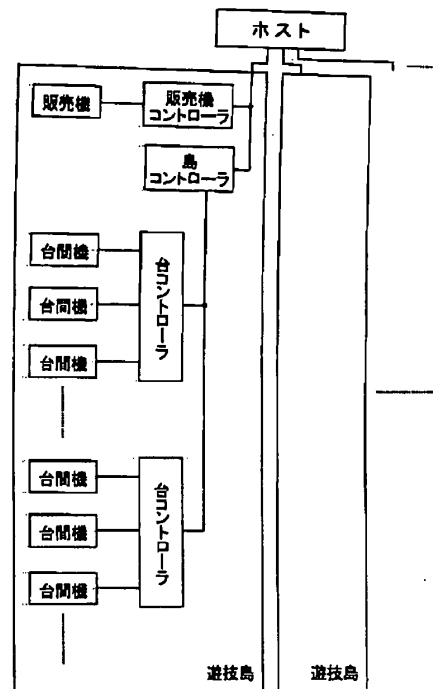 ホスト
販売機
販売機
コントローラ
島
コントローラ
台間機
台間機
台間機
台コントローラ
台間機
台間機
台間機
台コントローラ
遊技島
遊技島